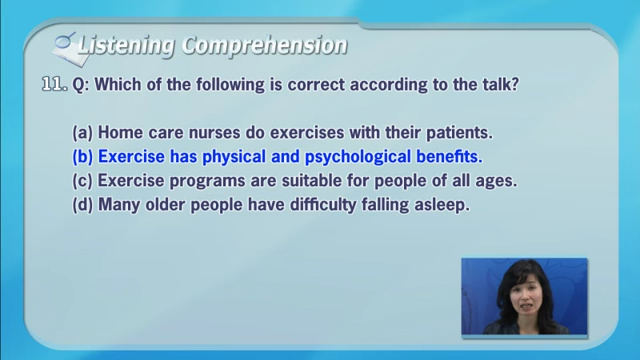 Listening Comprehension
11. Q: Which of the following is correct according to the talk?
(a) Home care nurses do exercises with their patients.
(b) Exercise has physical and psychological benefits.
(c) Exercise programs are suitable for people of all ages.
(d) Many older people have difficulty falling asleep.